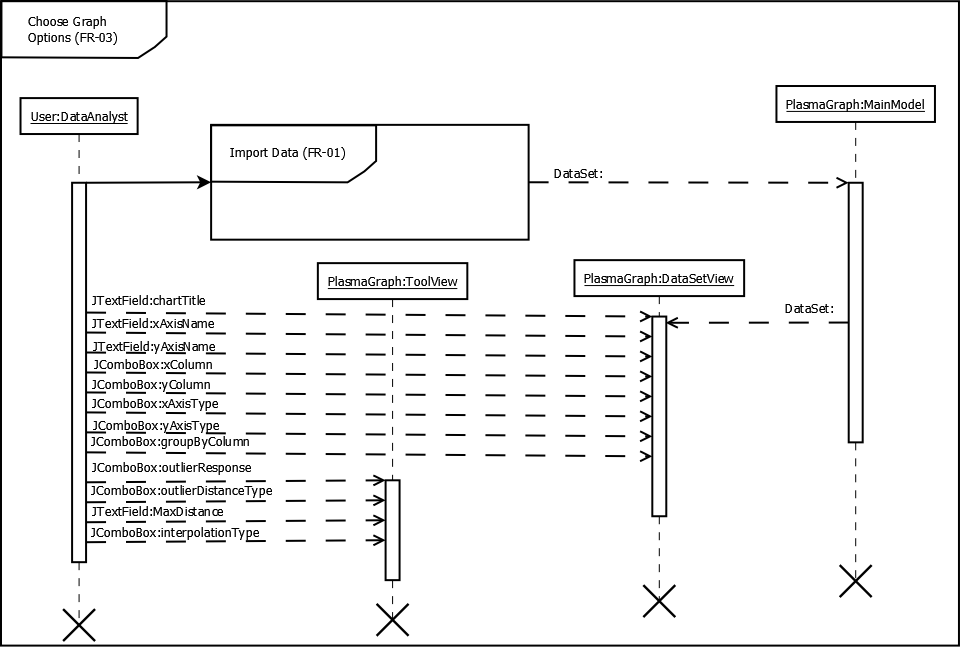 Choose Graph
Options (FR-03)
User:DataAnalyst
PlasmaGraph:MainModel
Import Data (FR-01)
DataSet:
PlasmaGraph:ToolView
PlasmaGraph:DataSetView
JTextField:chartTitle
DataSet:
JTextField:xAxisName
JTextField:yAxisName
JComboBox:xColumn
JComboBox:yColumn
JComboBox:xAxisType
JComboBox:yAxisType
JComboBox:groupByColumn
JComboBox:outlierResponse
JComboBox:outlierDistanceType
JTextField:MaxDistance
JComboBox:interpolationType